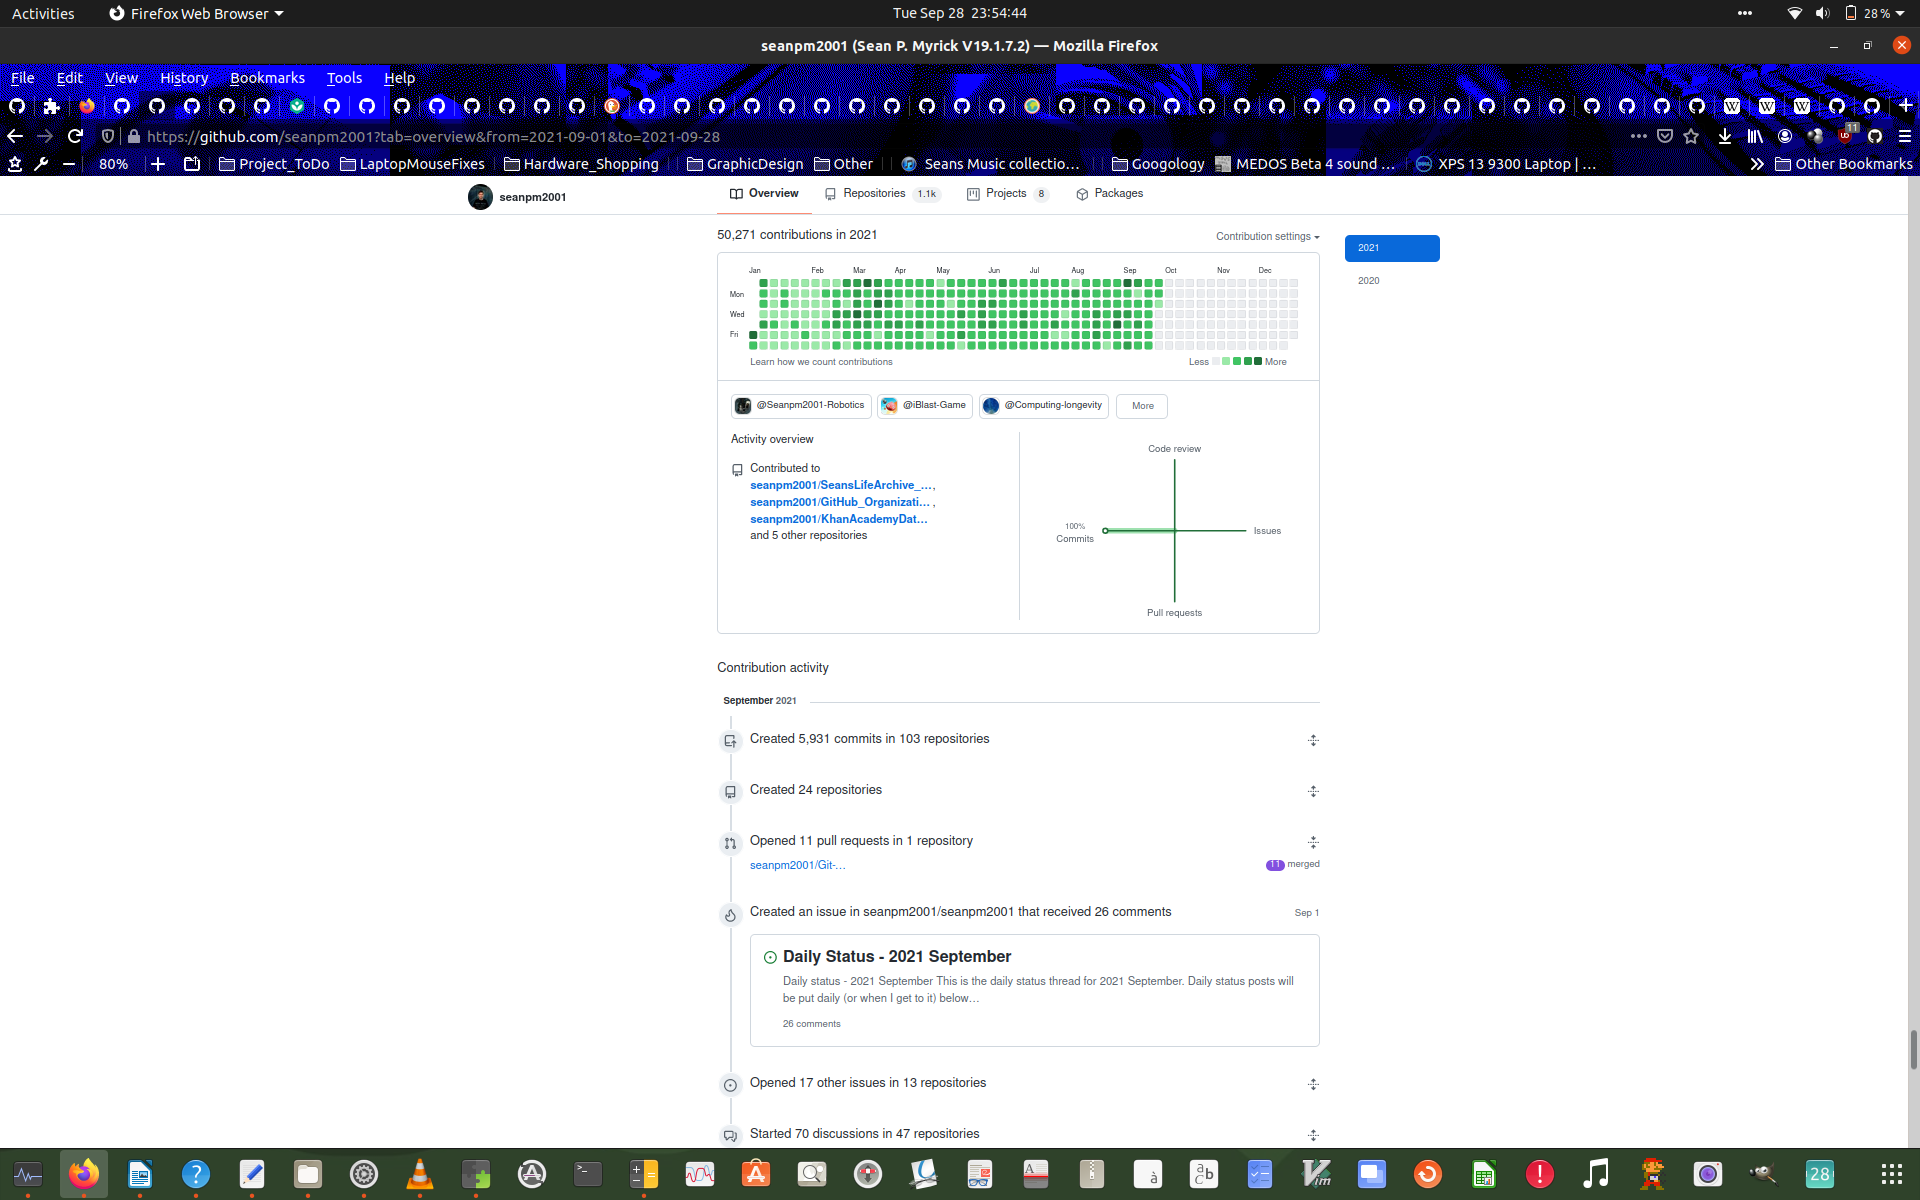 Activities Firefox Web Browser Tue Sep 28 23:54:44 28 %
seanpm2001 (Sean P. Myrick V19.1.7.2) — Mozilla Firefox
File Edit View History Bookmarks Tools Help
https://github.com/seanpm2001?tab=overview&from=2021-09-01&to=2021-09-28 11
80% Project_ToDo LaptopMouseFixes Hardware_Shopping GraphicDesign Other Seans Music collectio… Googology MEDOS Beta 4 sound … XPS 13 9300 Laptop | … Other Bookmarks
seanpm2001 Overview Repositories 1.1k Projects 8 Packages
50,271 contributions in 2021 Contribution settings 2021
2020
Jan Feb Mar Apr May Jun Jul Aug Sep Oct Nov Dec
Mon
Wed
Fri
Learn how we count contributions Less More
@Seanpm2001-Robotics @iBlast-Game @Computing-longevity More
Activity overview
Contributed to
seanpm2001/SeansLifeArchive_…,
seanpm2001/GitHub_Organizati… ,
seanpm2001/KhanAcademyDat…
and 5 other repositories
Code review
100%
Commits
Issues
Pull requests
Contribution activity
September 2021
Created 5,931 commits in 103 repositories
Created 24 repositories
Opened 11 pull requests in 1 repository
seanpm2001/Git-… 11 merged
Created an issue in seanpm2001/seanpm2001 that received 26 comments Sep 1
Daily Status - 2021 September
Daily status - 2021 September This is the daily status thread for 2021 September. Daily status posts will
be put daily (or when I get to it) below…
26 comments
Opened 17 other issues in 13 repositories
Started 70 discussions in 47 repositories
28